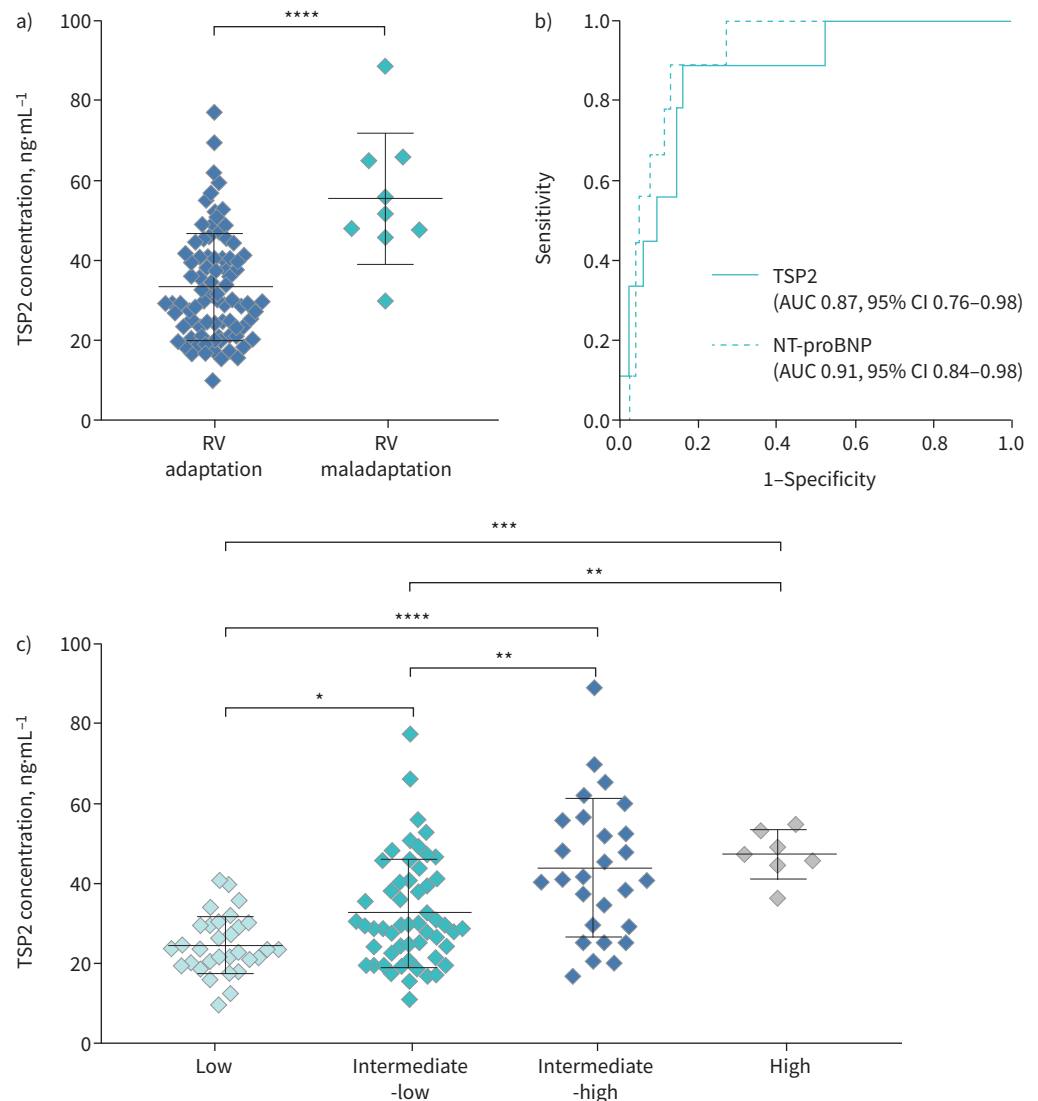 a)
****
TSP2 concentration, ng·mL⁻¹
100
80
60
40
20
0
RV
adaptation
RV
maladaptation
b)
Sensitivity
1.0
0.8
0.6
0.4
0.2
0.0
TSP2
(AUC 0.87, 95% CI 0.76–0.98)
NT-proBNP
(AUC 0.91, 95% CI 0.84–0.98)
0.0 0.2 0.4 0.6 0.8 1.0
1–Specificity
c)
***
**
****
**
*
TSP2 concentration, ng·mL⁻¹
100
80
60
40
20
0
Low
Intermediate
-low
Intermediate
-high
High